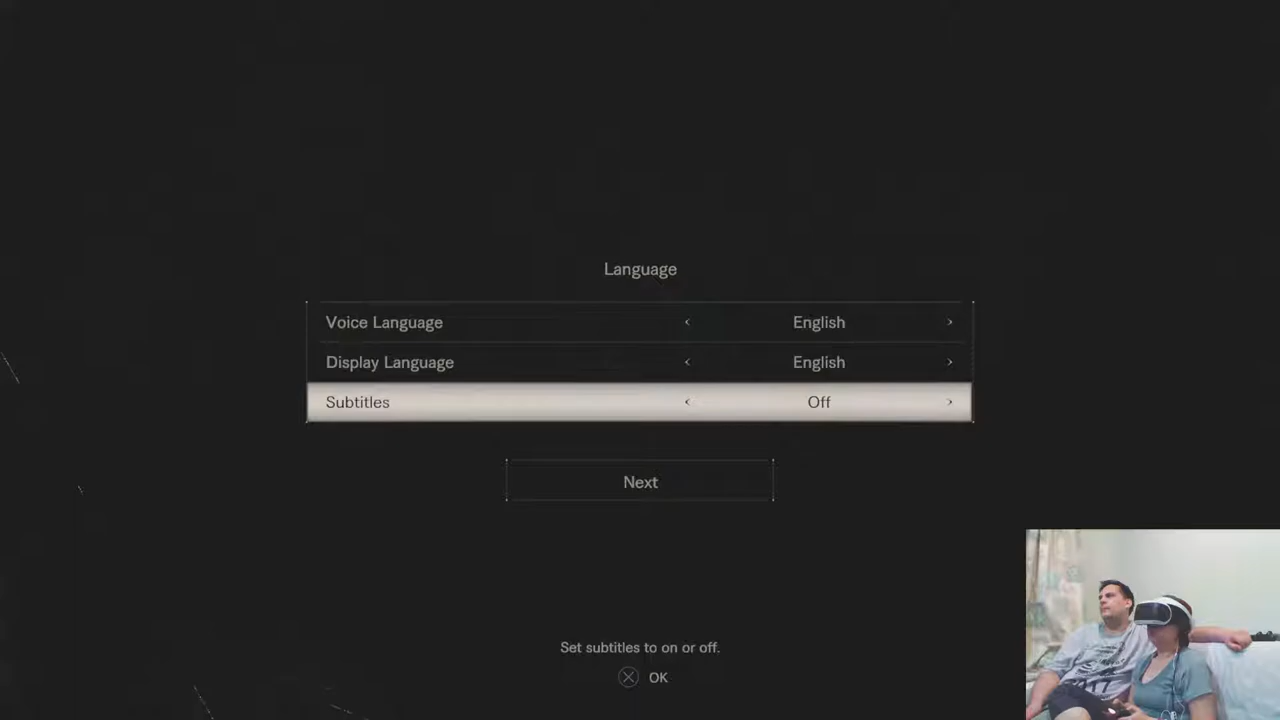 Language
Voice Language < English >
Display Language < English >
Subtitles < Off >
Next
Set subtitles to on or off.
OK